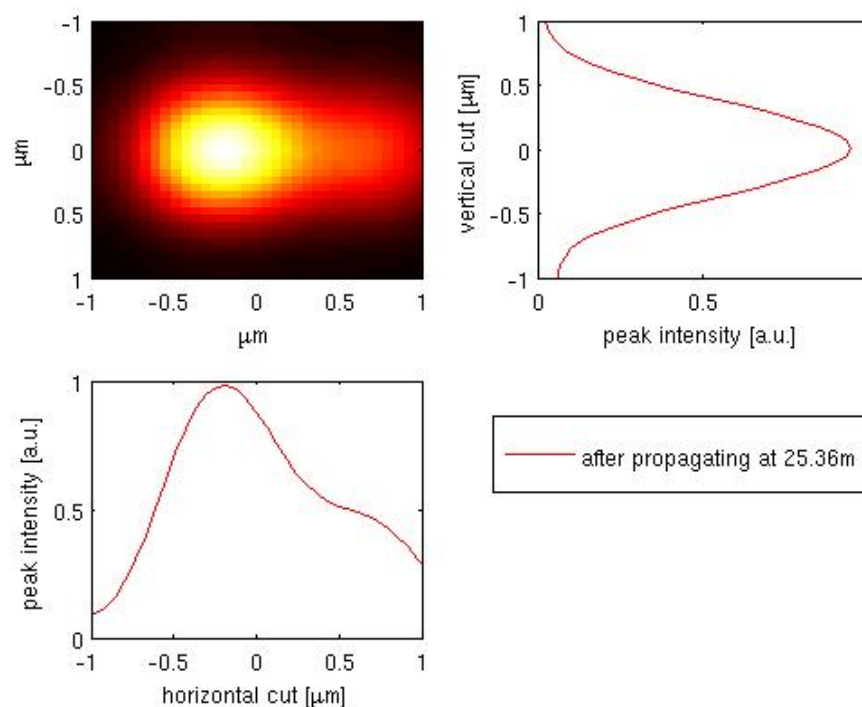 -1
-0.5
0
0.5
1
μm
-1 -0.5 0 0.5 1
μm
1
0.5
0
-0.5
-1
vertical cut [μm]
0 0.5
peak intensity [a.u.]
1
0.5
0
peak intensity [a.u.]
-1 -0.5 0 0.5 1
horizontal cut [μm]
after propagating at 25.36m